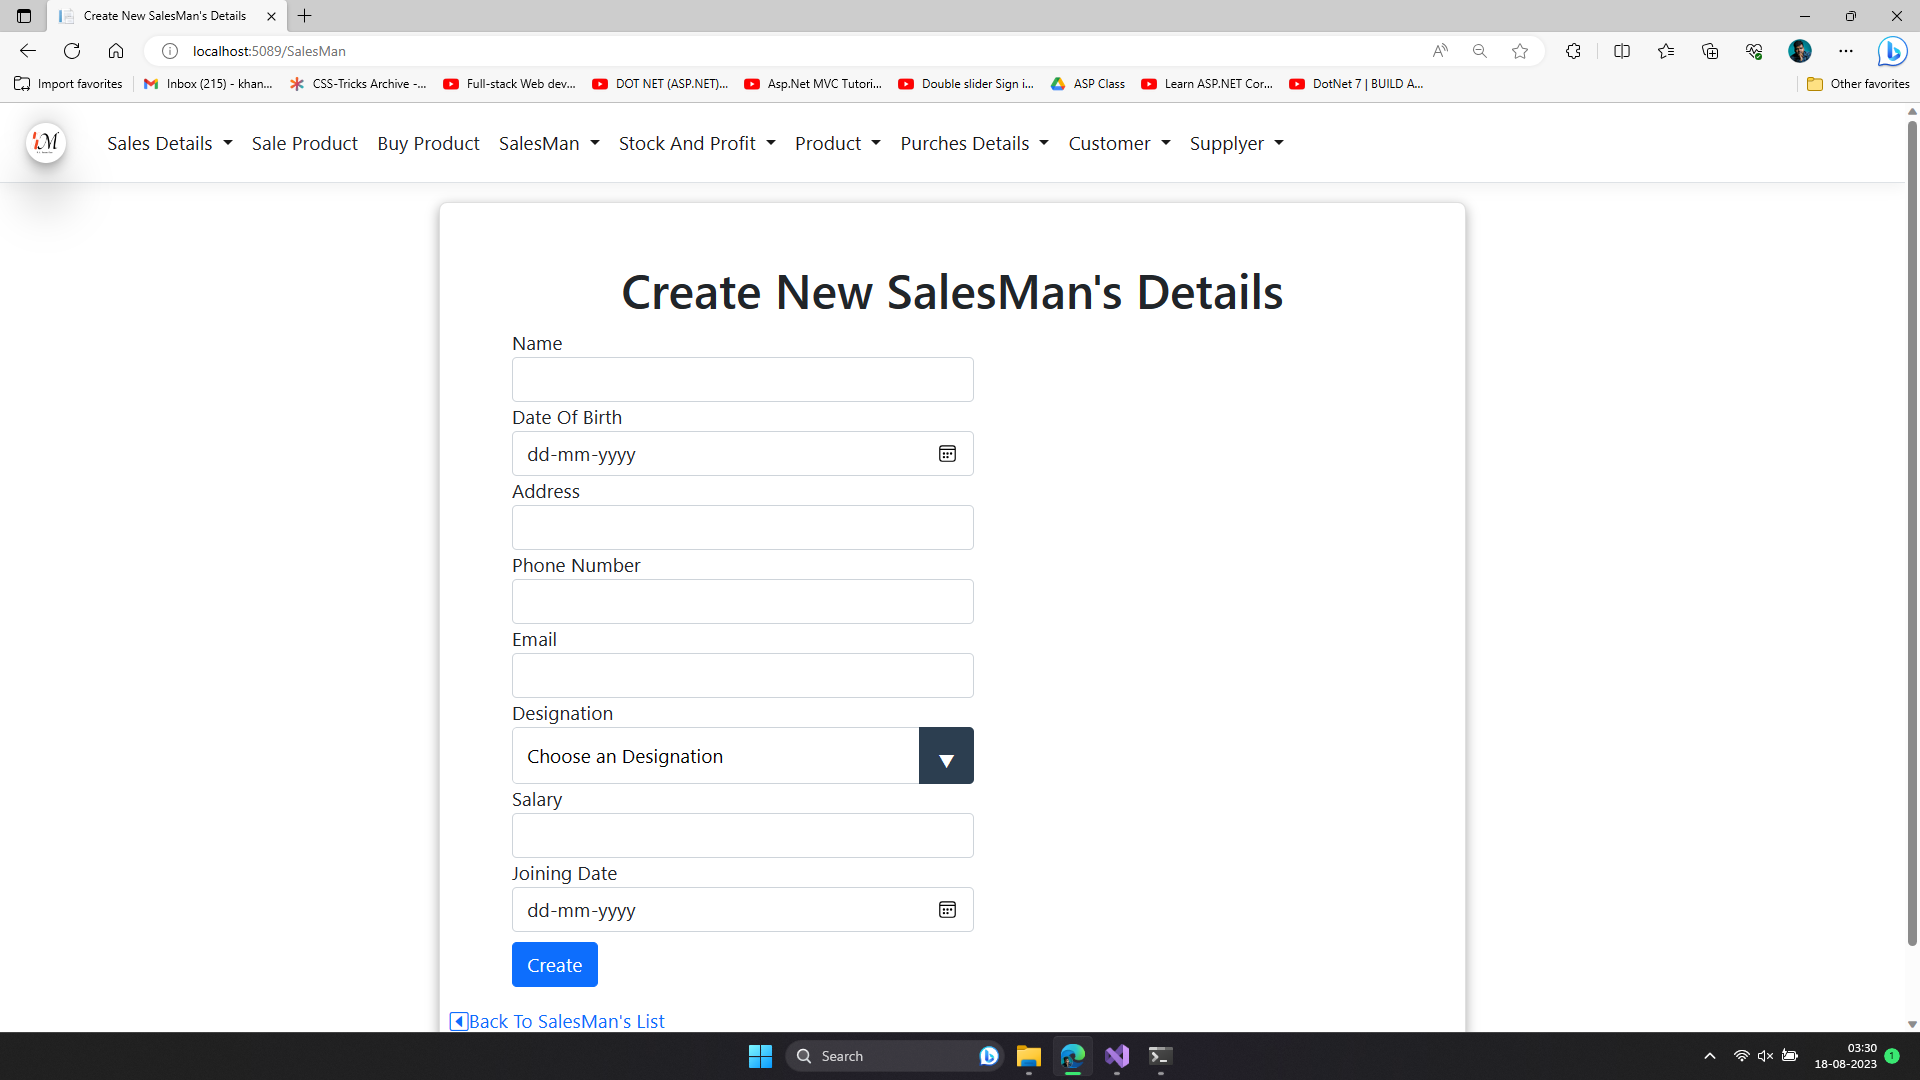 Create New SalesMan's Details
localhost:5089/SalesMan
Import favorites Inbox (215) - khan... CSS-Tricks Archive -... Full-stack Web dev... DOT NET (ASP.NET)... Asp.Net MVC Tutori... Double slider Sign i... ASP Class Learn ASP.NET Cor... DotNet 7 | BUILD A... Other favorites
Sales Details Sale Product Buy Product SalesMan Stock And Profit Product Purches Details Customer Supplyer
Create New SalesMan's Details
Name
Date Of Birth
dd-mm-yyyy
Address
Phone Number
Email
Designation
Choose an Designation
Salary
Joining Date
dd-mm-yyyy
Create
Back To SalesMan's List
Search
03:30
18-08-2023
1